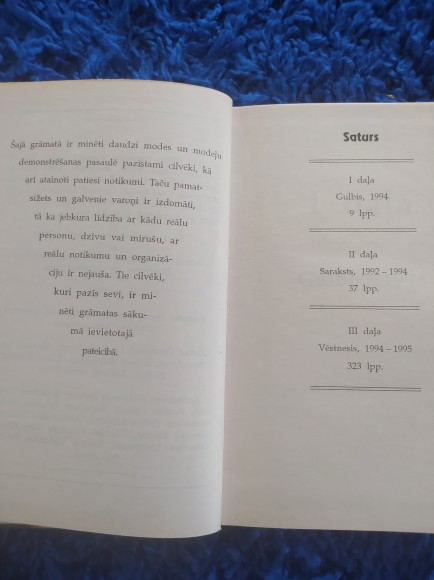 Šajā grāmatā ir minēti daudzi modes un modeļu
demonstrēšanas pasaulē pazīstami cilvēki, kā
arī atainoti patiesi notikumi. Taču pamat-
sižets un galvenie varoņi ir izdomāti,
tā ka jebkura līdzība ar kādu reālu
personu, dzīvu vai mirušu, ar
reālu notikumu un organizā-
ciju ir nejauša. Tie cilvēki,
kuri pazīs sevi, ir mi-
nēti grāmatas sāku-
mā ievietotajā
pateicībā.
Saturs
I daļa
Gulbis, 1994
9 lpp.
II daļa
Saraksts, 1992 – 1994
37 lpp.
III daļa
Vēstnesis, 1994 – 1995
323 lpp.